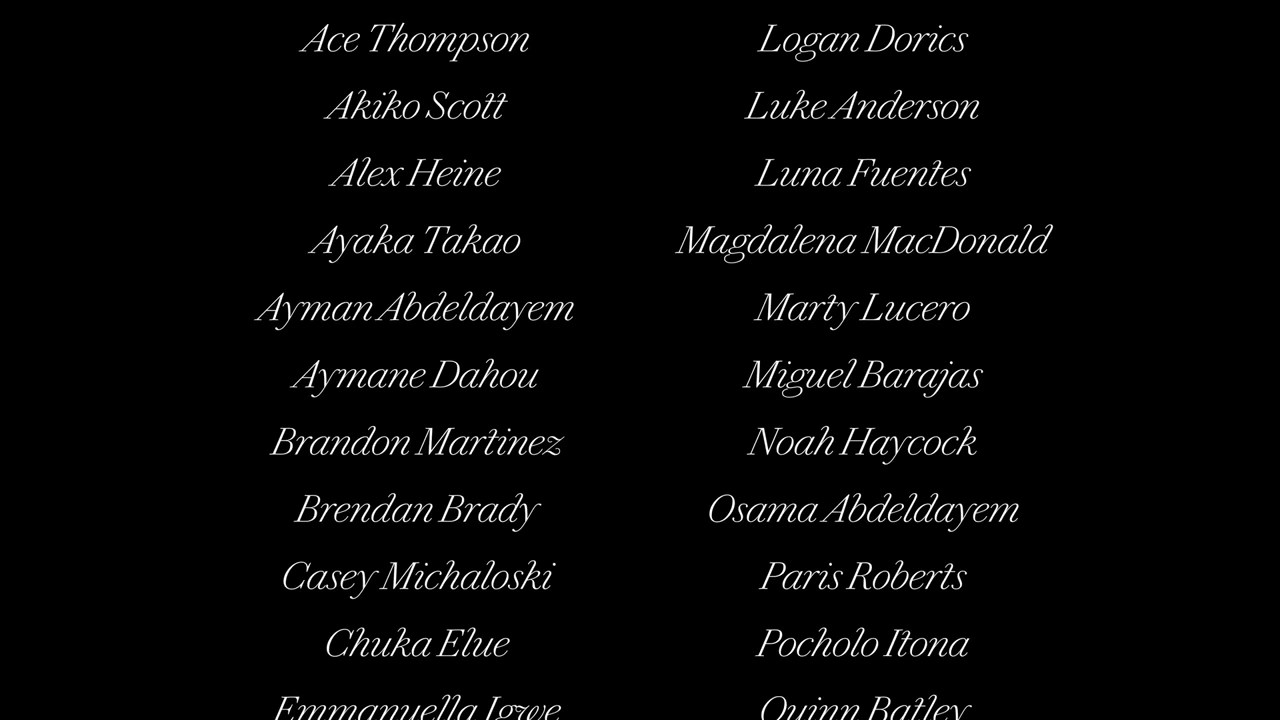 Ace Thompson
Akiko Scott
Alex Heine
Ayaka Takao
Ayman Abdeldayem
Aymane Dahou
Brandon Martinez
Brendan Brady
Casey Michaloski
Chuka Elue
Emmanuella Igwe
Logan Dorics
Luke Anderson
Luna Fuentes
Magdalena MacDonald
Marty Lucero
Miguel Barajas
Noah Haycock
Osama Abdeldayem
Paris Roberts
Pocholo Itona
Quinn Batley